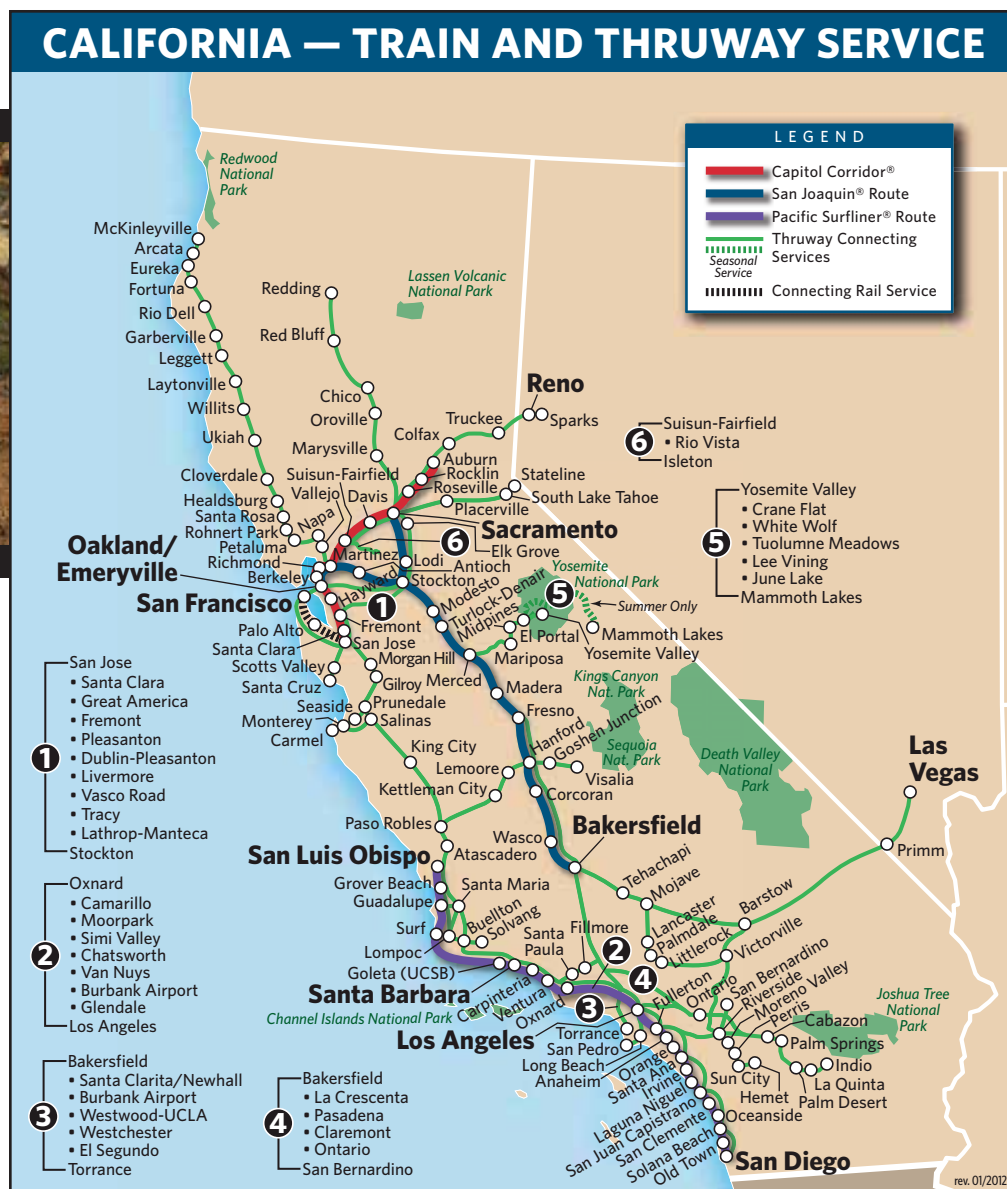 CALIFORNIA — TRAIN AND THRUWAY SERVICE
LEGEND
Capitol Corridor®
San Joaquin® Route
Pacific Surfliner® Route
Thruway Connecting
Services
Seasonal
Service
Connecting Rail Service
Redwood
National
Park
McKinleyville
Arcata
Eureka
Fortuna
Rio Dell
Garberville
Leggett
Laytonville
Willits
Ukiah
Cloverdale
Healdsburg
Santa Rosa
Rohnert Park
Petaluma
Lassen Volcanic
National Park
Redding
Red Bluff
Chico
Oroville
Marysville
Reno
Sparks
Truckee
Colfax
Auburn
Rocklin
Roseville
Stateline
South Lake Tahoe
Placerville
Suisun-Fairfield
Vallejo
Davis
Napa
Sacramento
Elk Grove
6
Martinez
Lodi
Antioch
Stockton
Richmond
Berkeley
Oakland/
Emeryville
San Francisco
Hayward
1
Fremont
Palo Alto
Santa Clara
San Jose
Scotts Valley
Santa Cruz
Morgan Hill
Gilroy
Prunedale
Seaside
Salinas
Monterey
Carmel
Modesto
Turlock-Denair
Midpines
Merced
Yosemite
National Park
5
Summer Only
El Portal
Mariposa
Mammoth Lakes
Yosemite Valley
Madera
Fresno
Kings Canyon
Nat. Park
Hanford
Goshen Junction
Sequoia
Nat. Park
Visalia
Corcoran
Death Valley
National
Park
Las
Vegas
Primm
King City
Lemoore
Kettleman City
Paso Robles
Atascadero
Wasco
Bakersfield
San Luis Obispo
Grover Beach
Guadalupe
Santa Maria
Surf
Buellton
Solvang
Lompoc
Goleta (UCSB)
Santa Barbara
Carpinteria
Ventura
Oxnard
Channel Islands National Park
Santa
Paula
Fillmore
2
4
3
Tehachapi
Mojave
Lancaster
Palmdale
Littlerock
Barstow
Victorville
Los Angeles
Torrance
San Pedro
Long Beach
Anaheim
Fullerton
Ontario
San Bernardino
Riverside
Moreno Valley
Perris
Cabazon
Palm Springs
Joshua Tree
National
Park
Indio
La Quinta
Palm Desert
Sun City
Hemet
Orange
Santa Ana
Irvine
Laguna Niguel
San Juan Capistrano
San Clemente
Oceanside
Solana Beach
Old Town
San Diego
6
Suisun-Fairfield
• Rio Vista
Isleton
5
Yosemite Valley
• Crane Flat
• White Wolf
• Tuolumne Meadows
• Lee Vining
• June Lake
Mammoth Lakes
1
San Jose
• Santa Clara
• Great America
• Fremont
• Pleasanton
• Dublin-Pleasanton
• Livermore
• Vasco Road
• Tracy
• Lathrop-Manteca
Stockton
2
Oxnard
• Camarillo
• Moorpark
• Simi Valley
• Chatsworth
• Van Nuys
• Burbank Airport
• Glendale
Los Angeles
3
Bakersfield
• Santa Clarita/Newhall
• Burbank Airport
• Westwood-UCLA
• Westchester
• El Segundo
Torrance
4
Bakersfield
• La Crescenta
• Pasadena
• Claremont
• Ontario
San Bernardino
rev. 01/2012